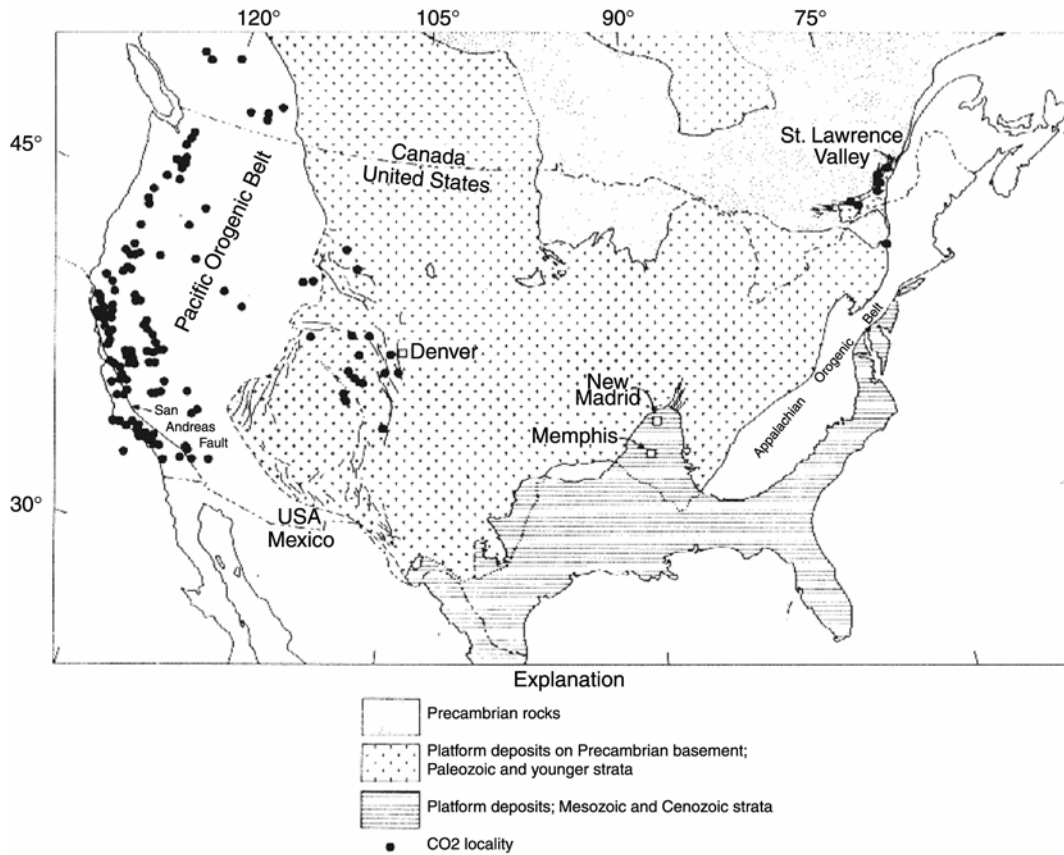 120°
105°
90°
75°
45°
30°
Canada
United States
St. Lawrence
Valley
Pacific Orogenic Belt
Denver
New
Madrid
Memphis
Appalachian Orogenic Belt
San
Andreas
Fault
USA
Mexico
Explanation
Precambrian rocks
Platform deposits on Precambrian basement;
Paleozoic and younger strata
Platform deposits; Mesozoic and Cenozoic strata
CO2 locality